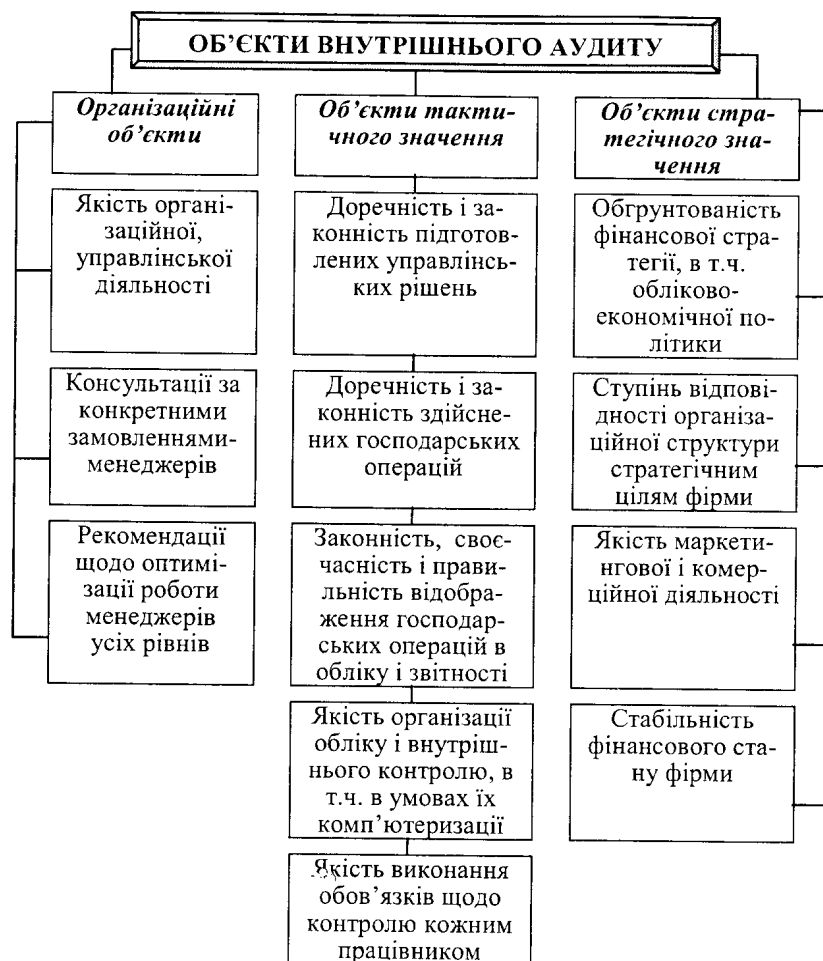 ОБ’ЄКТИ ВНУТРІШНЬОГО АУДИТУ
Організаційні
об’єкти
Якість органі-
заційної,
управлінської
діяльності
Консультації за
конкретними
замовленнями-
менеджерів
Рекомендації
щодо оптимі-
зації роботи
менеджерів
усіх рівнів
Об’єкти такти-
чного значення
Доречність і за-
конність підготов-
лених управлінсь-
ких рішень
Доречність і за-
конність здійсне-
них господарських
операцій
Законність, своє-
часність і прави-
льність відобра-
ження господар-
ських операцій в
обліку і звітності
Якість організації
обліку і внутріш-
нього контролю, в
т.ч. в умовах їх
комп’ютеризації
Якість виконання
обов’язків щодо
контролю кожним
працівником
Об’єкти стра-
тегічного зна-
чення
Обгрунтованість
фінансової стра-
тегії, в т.ч.
обліково-
економічної по-
літики
Ступінь відпові-
дності організа-
ційної структури
стратегічним
цілям фірми
Якість маркети-
нгової і комер-
ційної діяльності
Стабільність
фінансового ста-
ну фірми